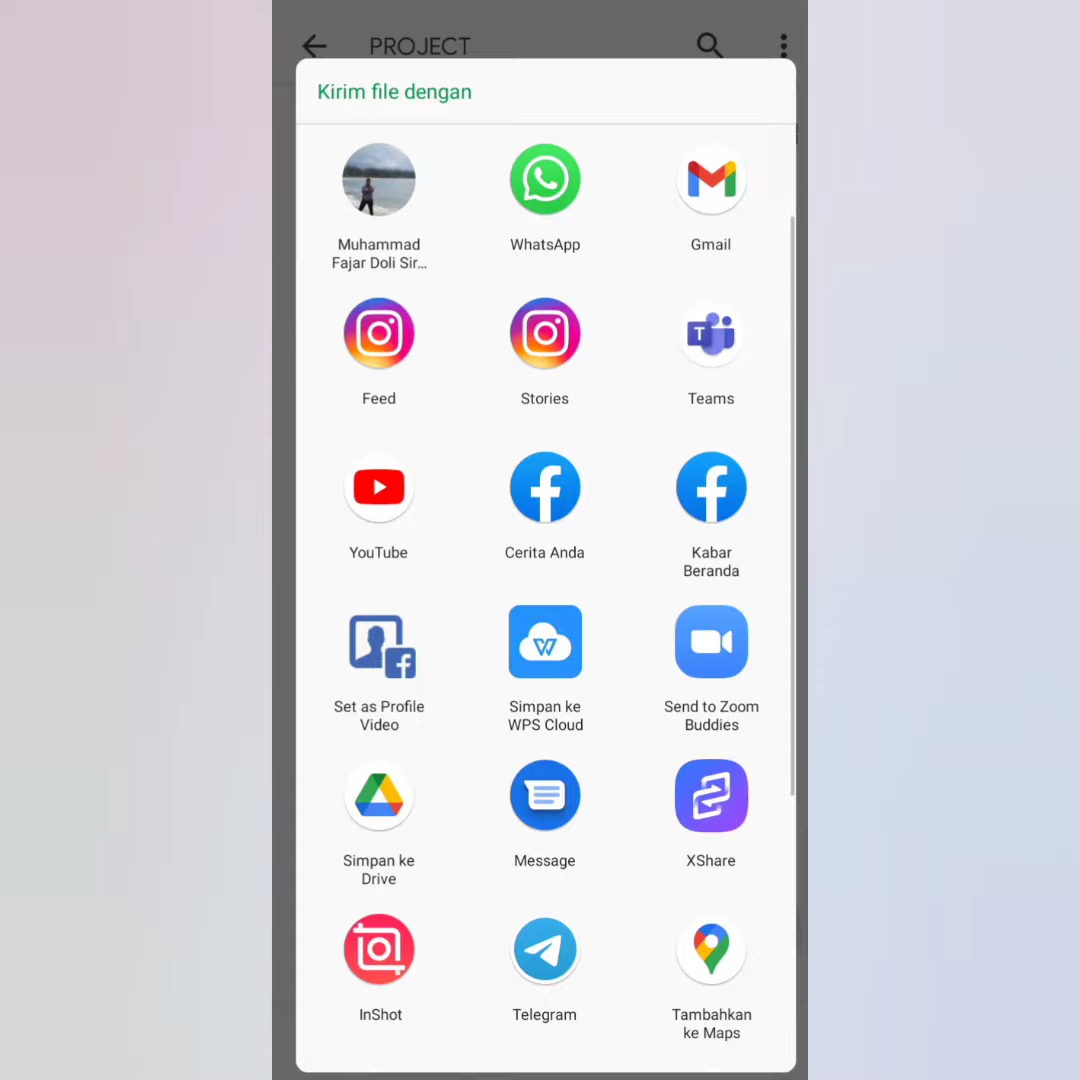 PROJECT
Kirim file dengan
Muhammad
Fajar Doli Sir...
WhatsApp
Gmail
Feed
Stories
T
Teams
YouTube
Cerita Anda
Kabar
Beranda
Set as Profile
Video
Simpan ke
WPS Cloud
Send to Zoom
Buddies
Simpan ke
Drive
Message
XShare
InShot
Telegram
Tambahkan
ke Maps